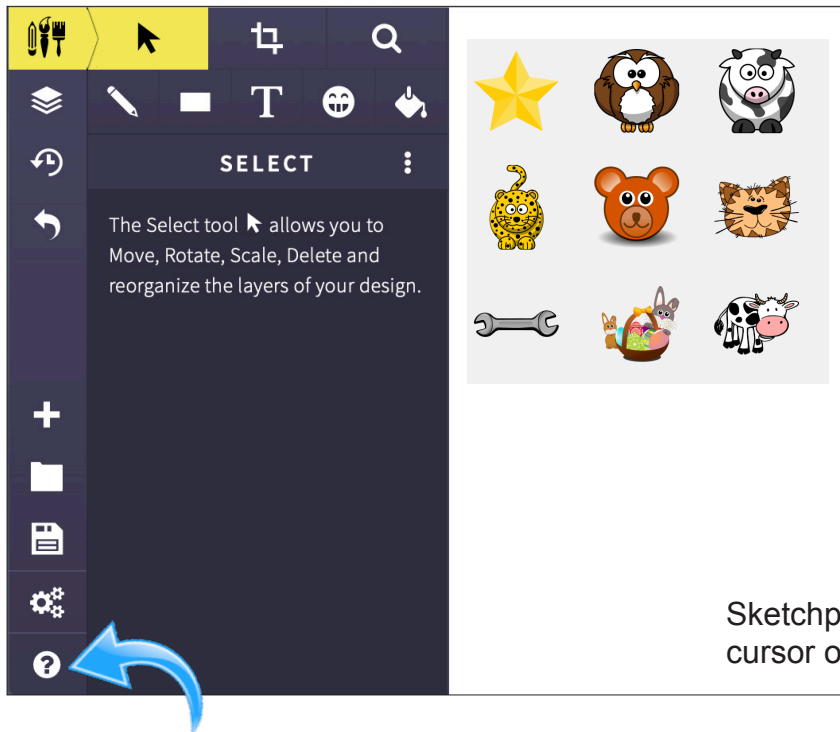 T
SELECT
The Select tool allows you to
Move, Rotate, Scale, Delete and
reorganize the layers of your design.
?
Sketchp
cursor o